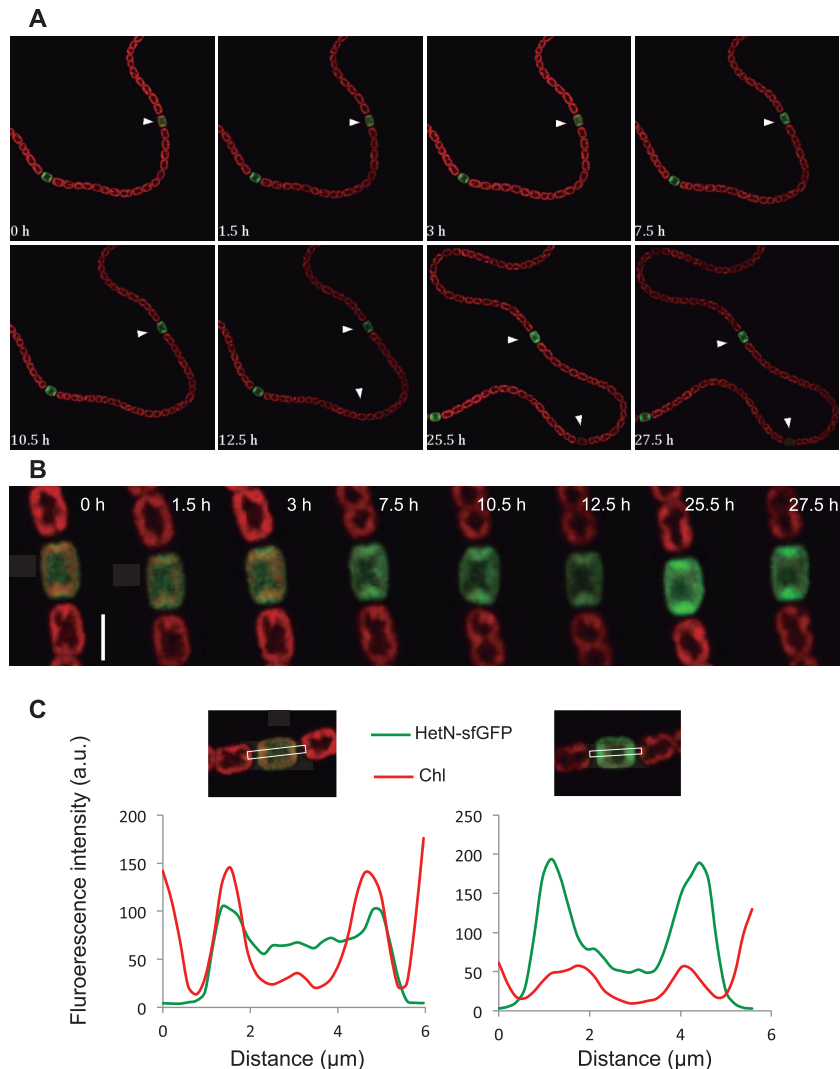 A
0 h
1.5 h
3 h
7.5 h
10.5 h
12.5 h
25.5 h
27.5 h
B
0 h 1.5 h 3 h 7.5 h 10.5 h 12.5 h 25.5 h 27.5 h
C
HetN-sfGFP
Chl
Fluroerescence intensity (a.u.)
200
150
100
50
0
0 2 4 6
Distance (µm)
250
200
150
100
50
0
0 2 4 6
Distance (µm)